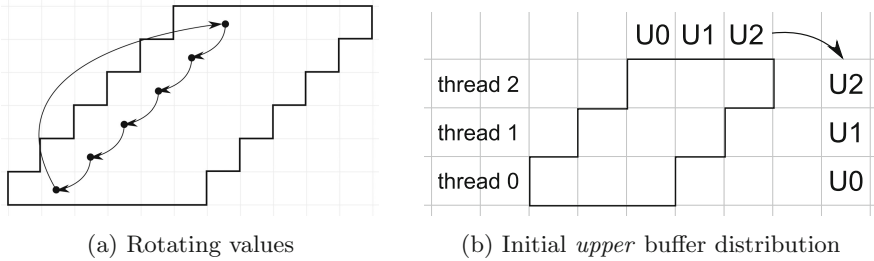 U0 U1 U2
thread 2 U2
thread 1 U1
thread 0 U0
(a) Rotating values
(b) Initial upper buffer distribution